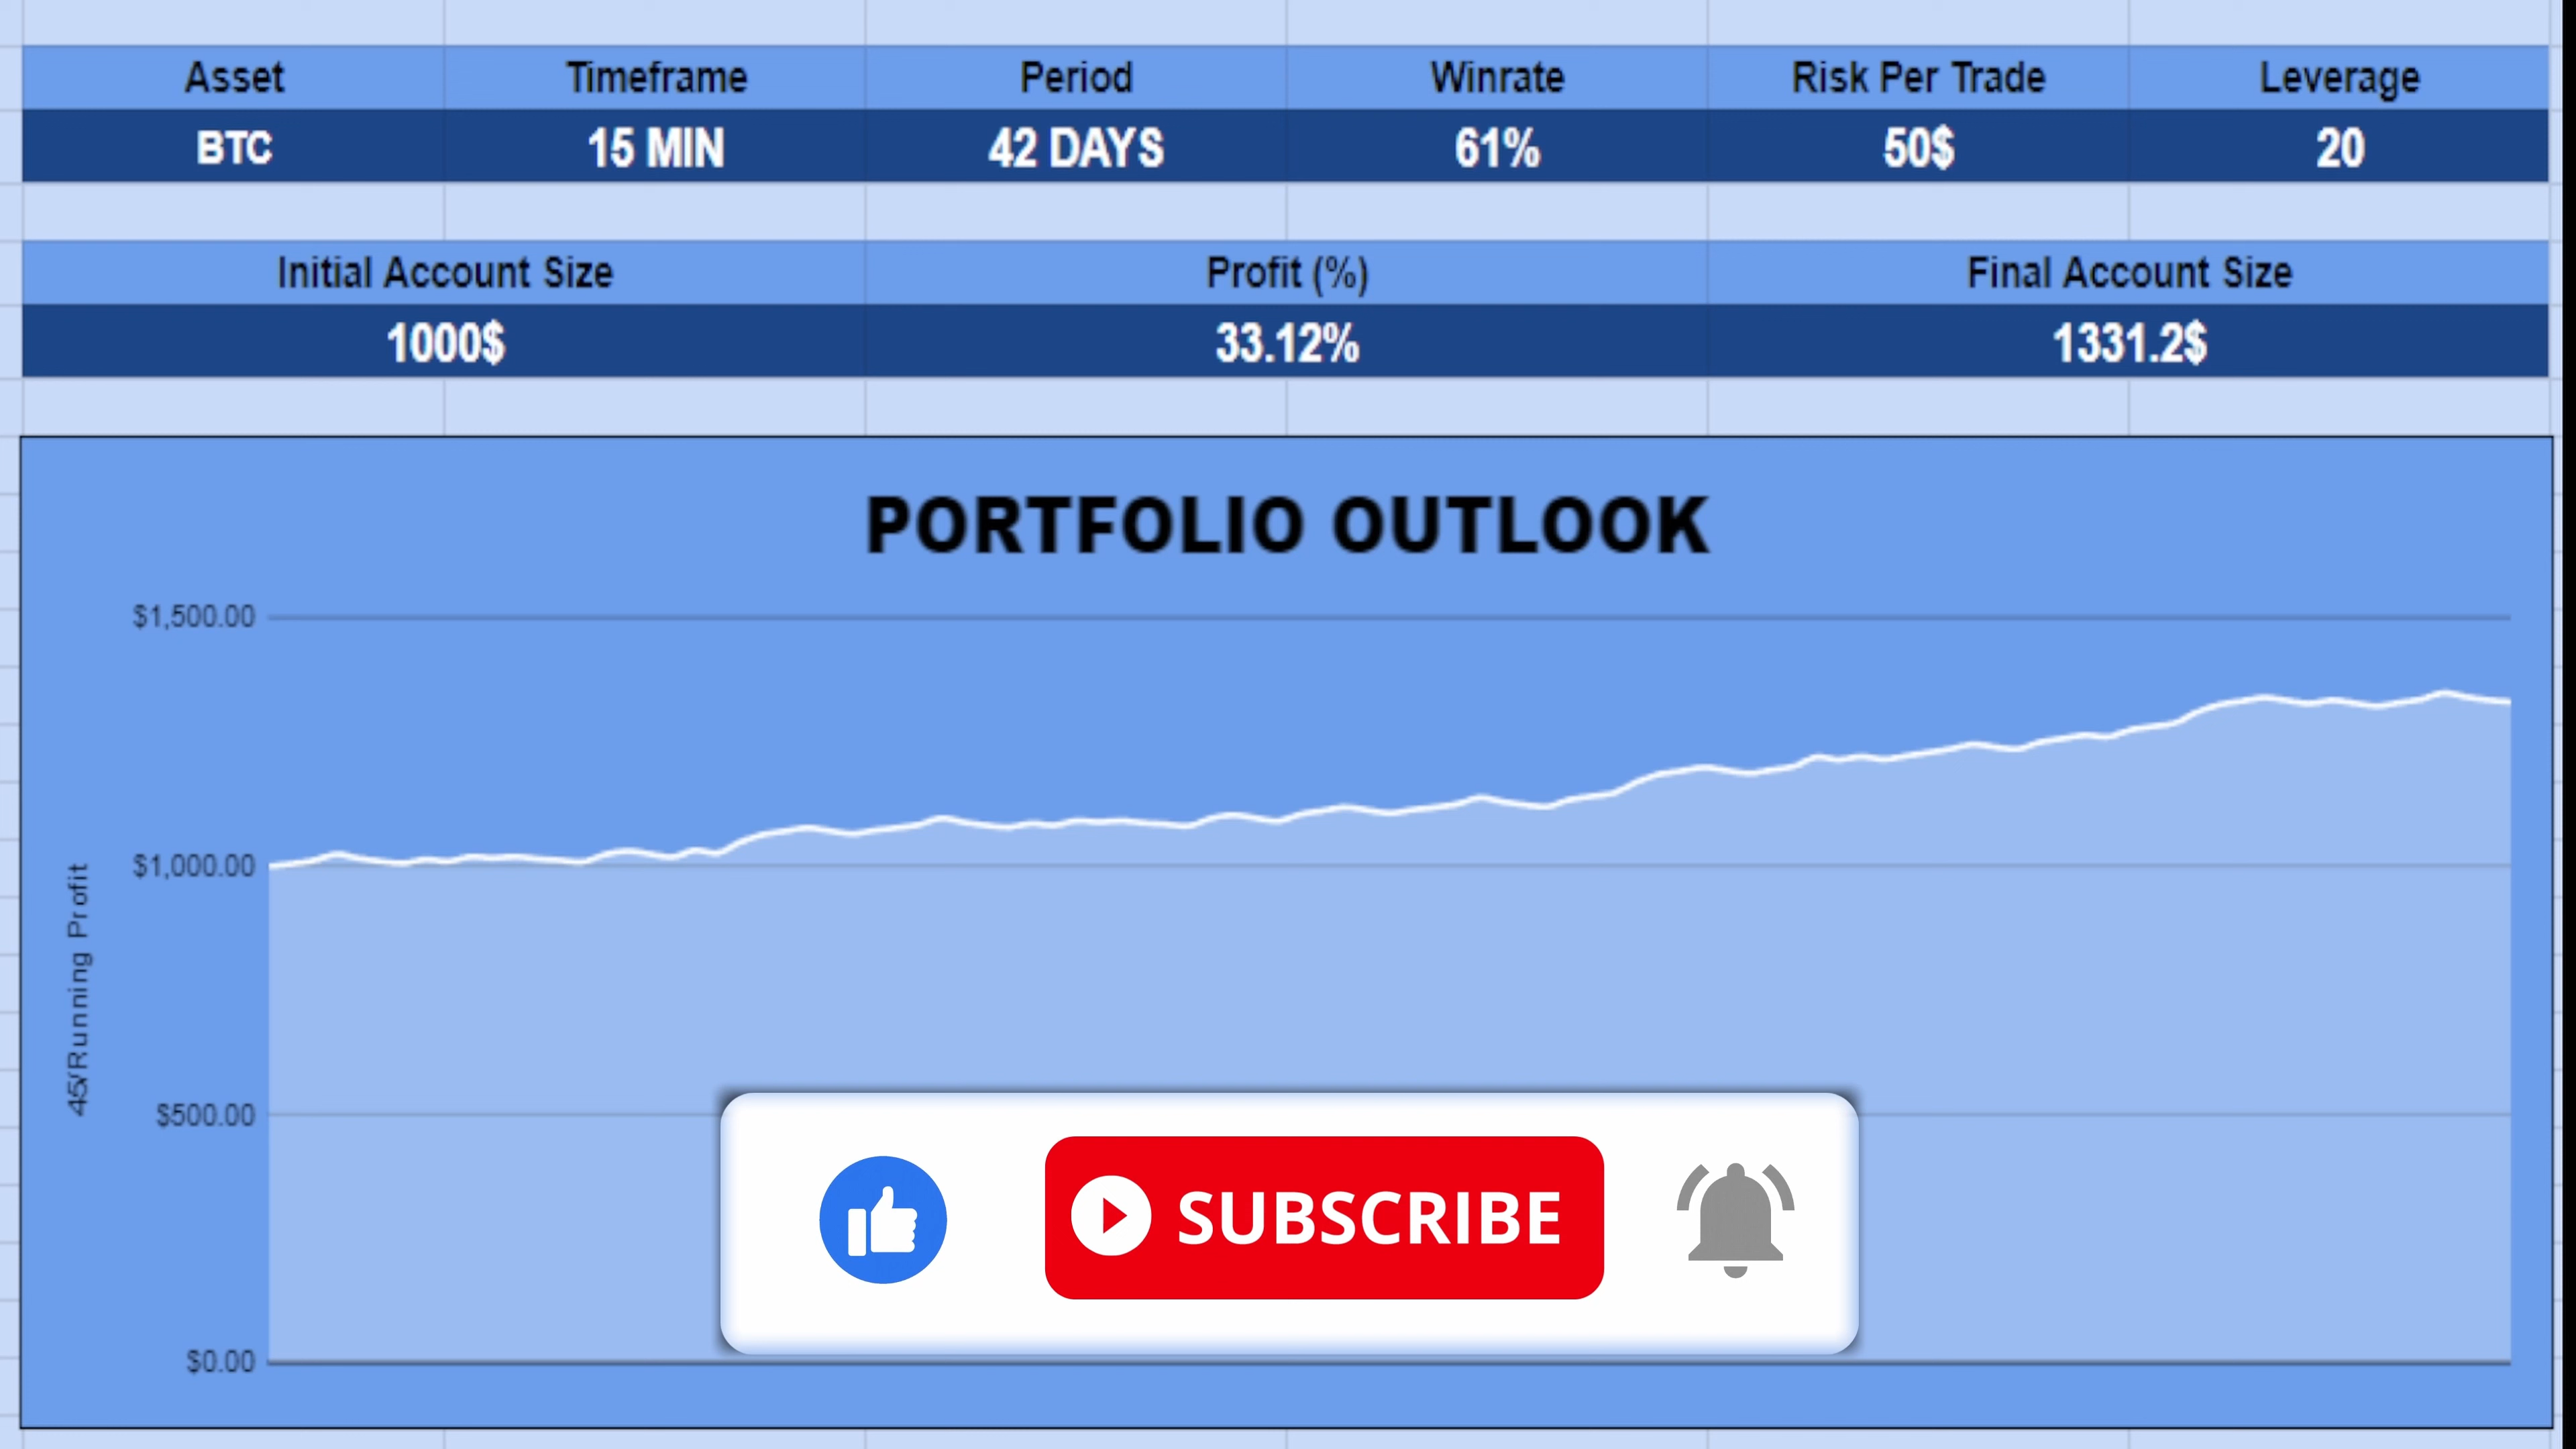 Asset Timeframe Period Winrate Risk Per Trade Leverage
BTC 15 MIN 42 DAYS 61% 50$ 20
Initial Account Size Profit (%) Final Account Size
1000$ 33.12% 1331.2$
PORTFOLIO OUTLOOK
$1,500.00
$1,000.00
$500.00
$0.00
45/Running Profit
SUBSCRIBE